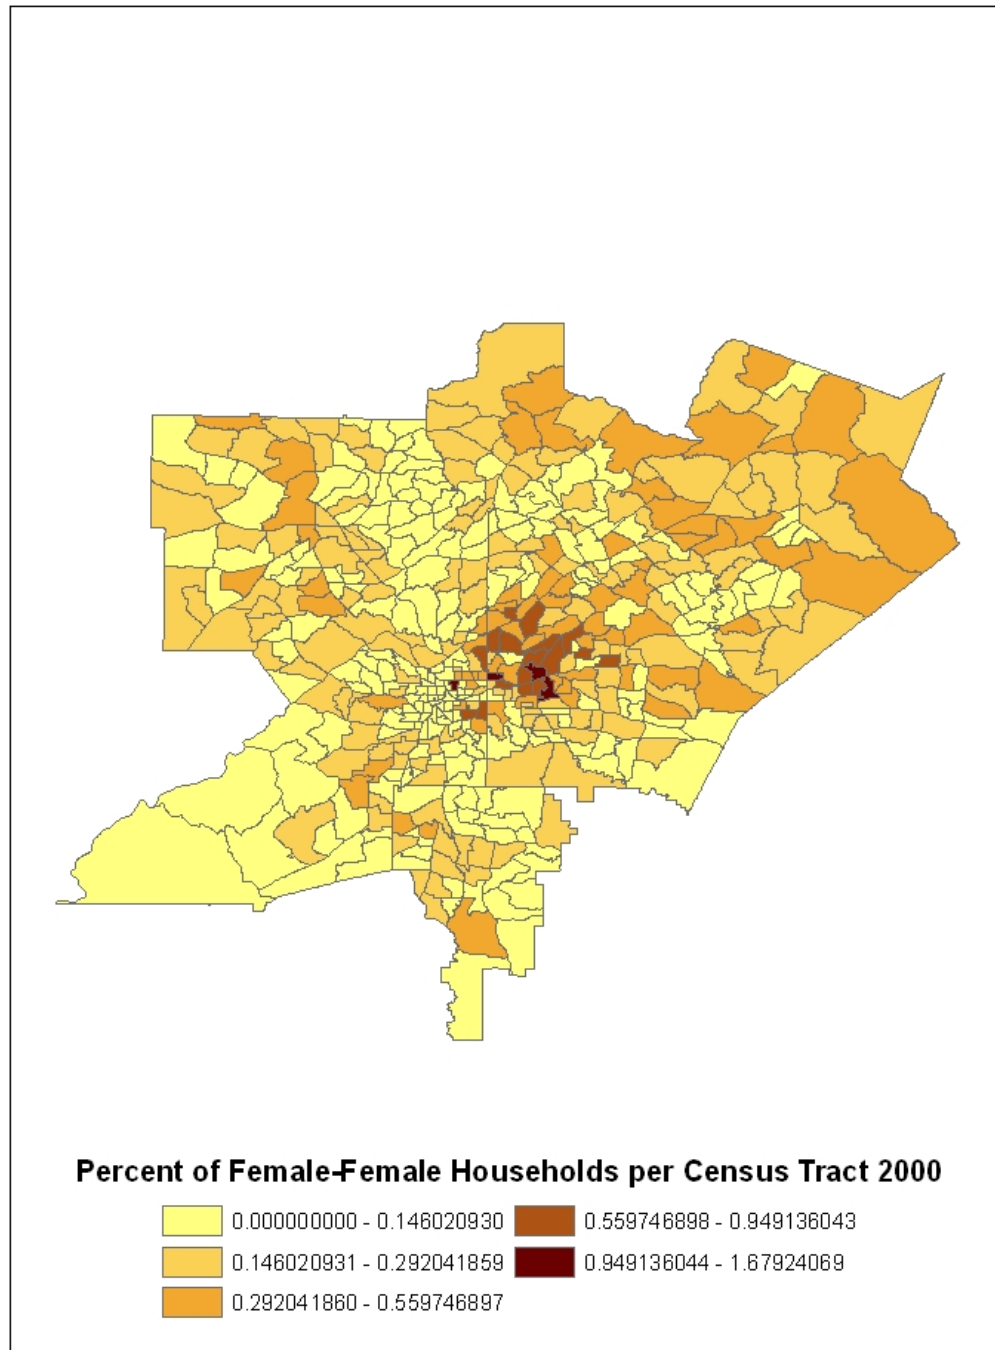 Percent of Female-Female Households per Census Tract 2000
0.000000000 - 0.146020930
0.146020931 - 0.292041859
0.292041860 - 0.559746897
0.559746898 - 0.949136043
0.949136044 - 1.67924069